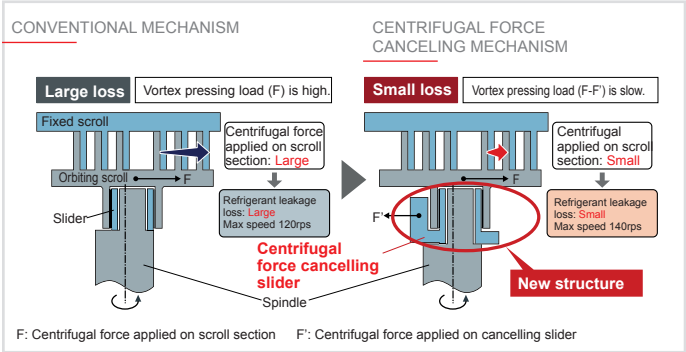 CONVENTIONAL MECHANISM
Large loss
Vortex pressing load (F) is high.
Fixed scroll
Centrifugal force
applied on scroll
section: Large
Orbiting scroll
F
Slider
Refrigerant leakage
loss: Large
Max speed 120rps
CENTRIFUGAL FORCE
CANCELING MECHANISM
Small loss
Vortex pressing load (F-F') is slow.
Centrifugal
applied on scroll
section: Small
F
F'
Refrigerant leakage
loss: Small
Max speed 140rps
Centrifugal
force cancelling
slider
New structure
Spindle
F: Centrifugal force applied on scroll section
F': Centrifugal force applied on cancelling slider